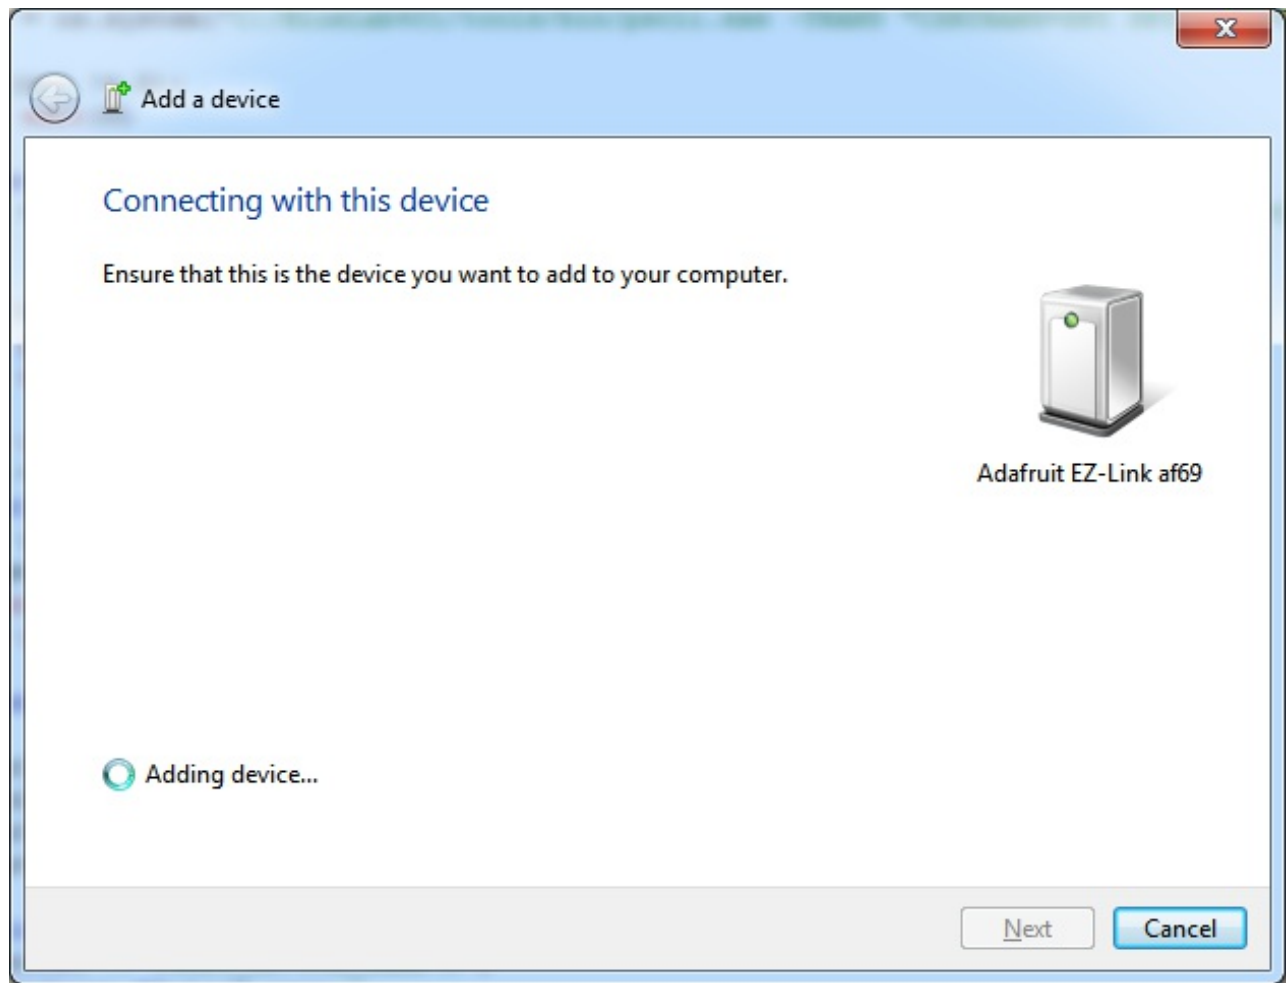 Add a device
Connecting with this device
Ensure that this is the device you want to add to your computer.
Adafruit EZ-Link af69
Adding device...
Next
Cancel